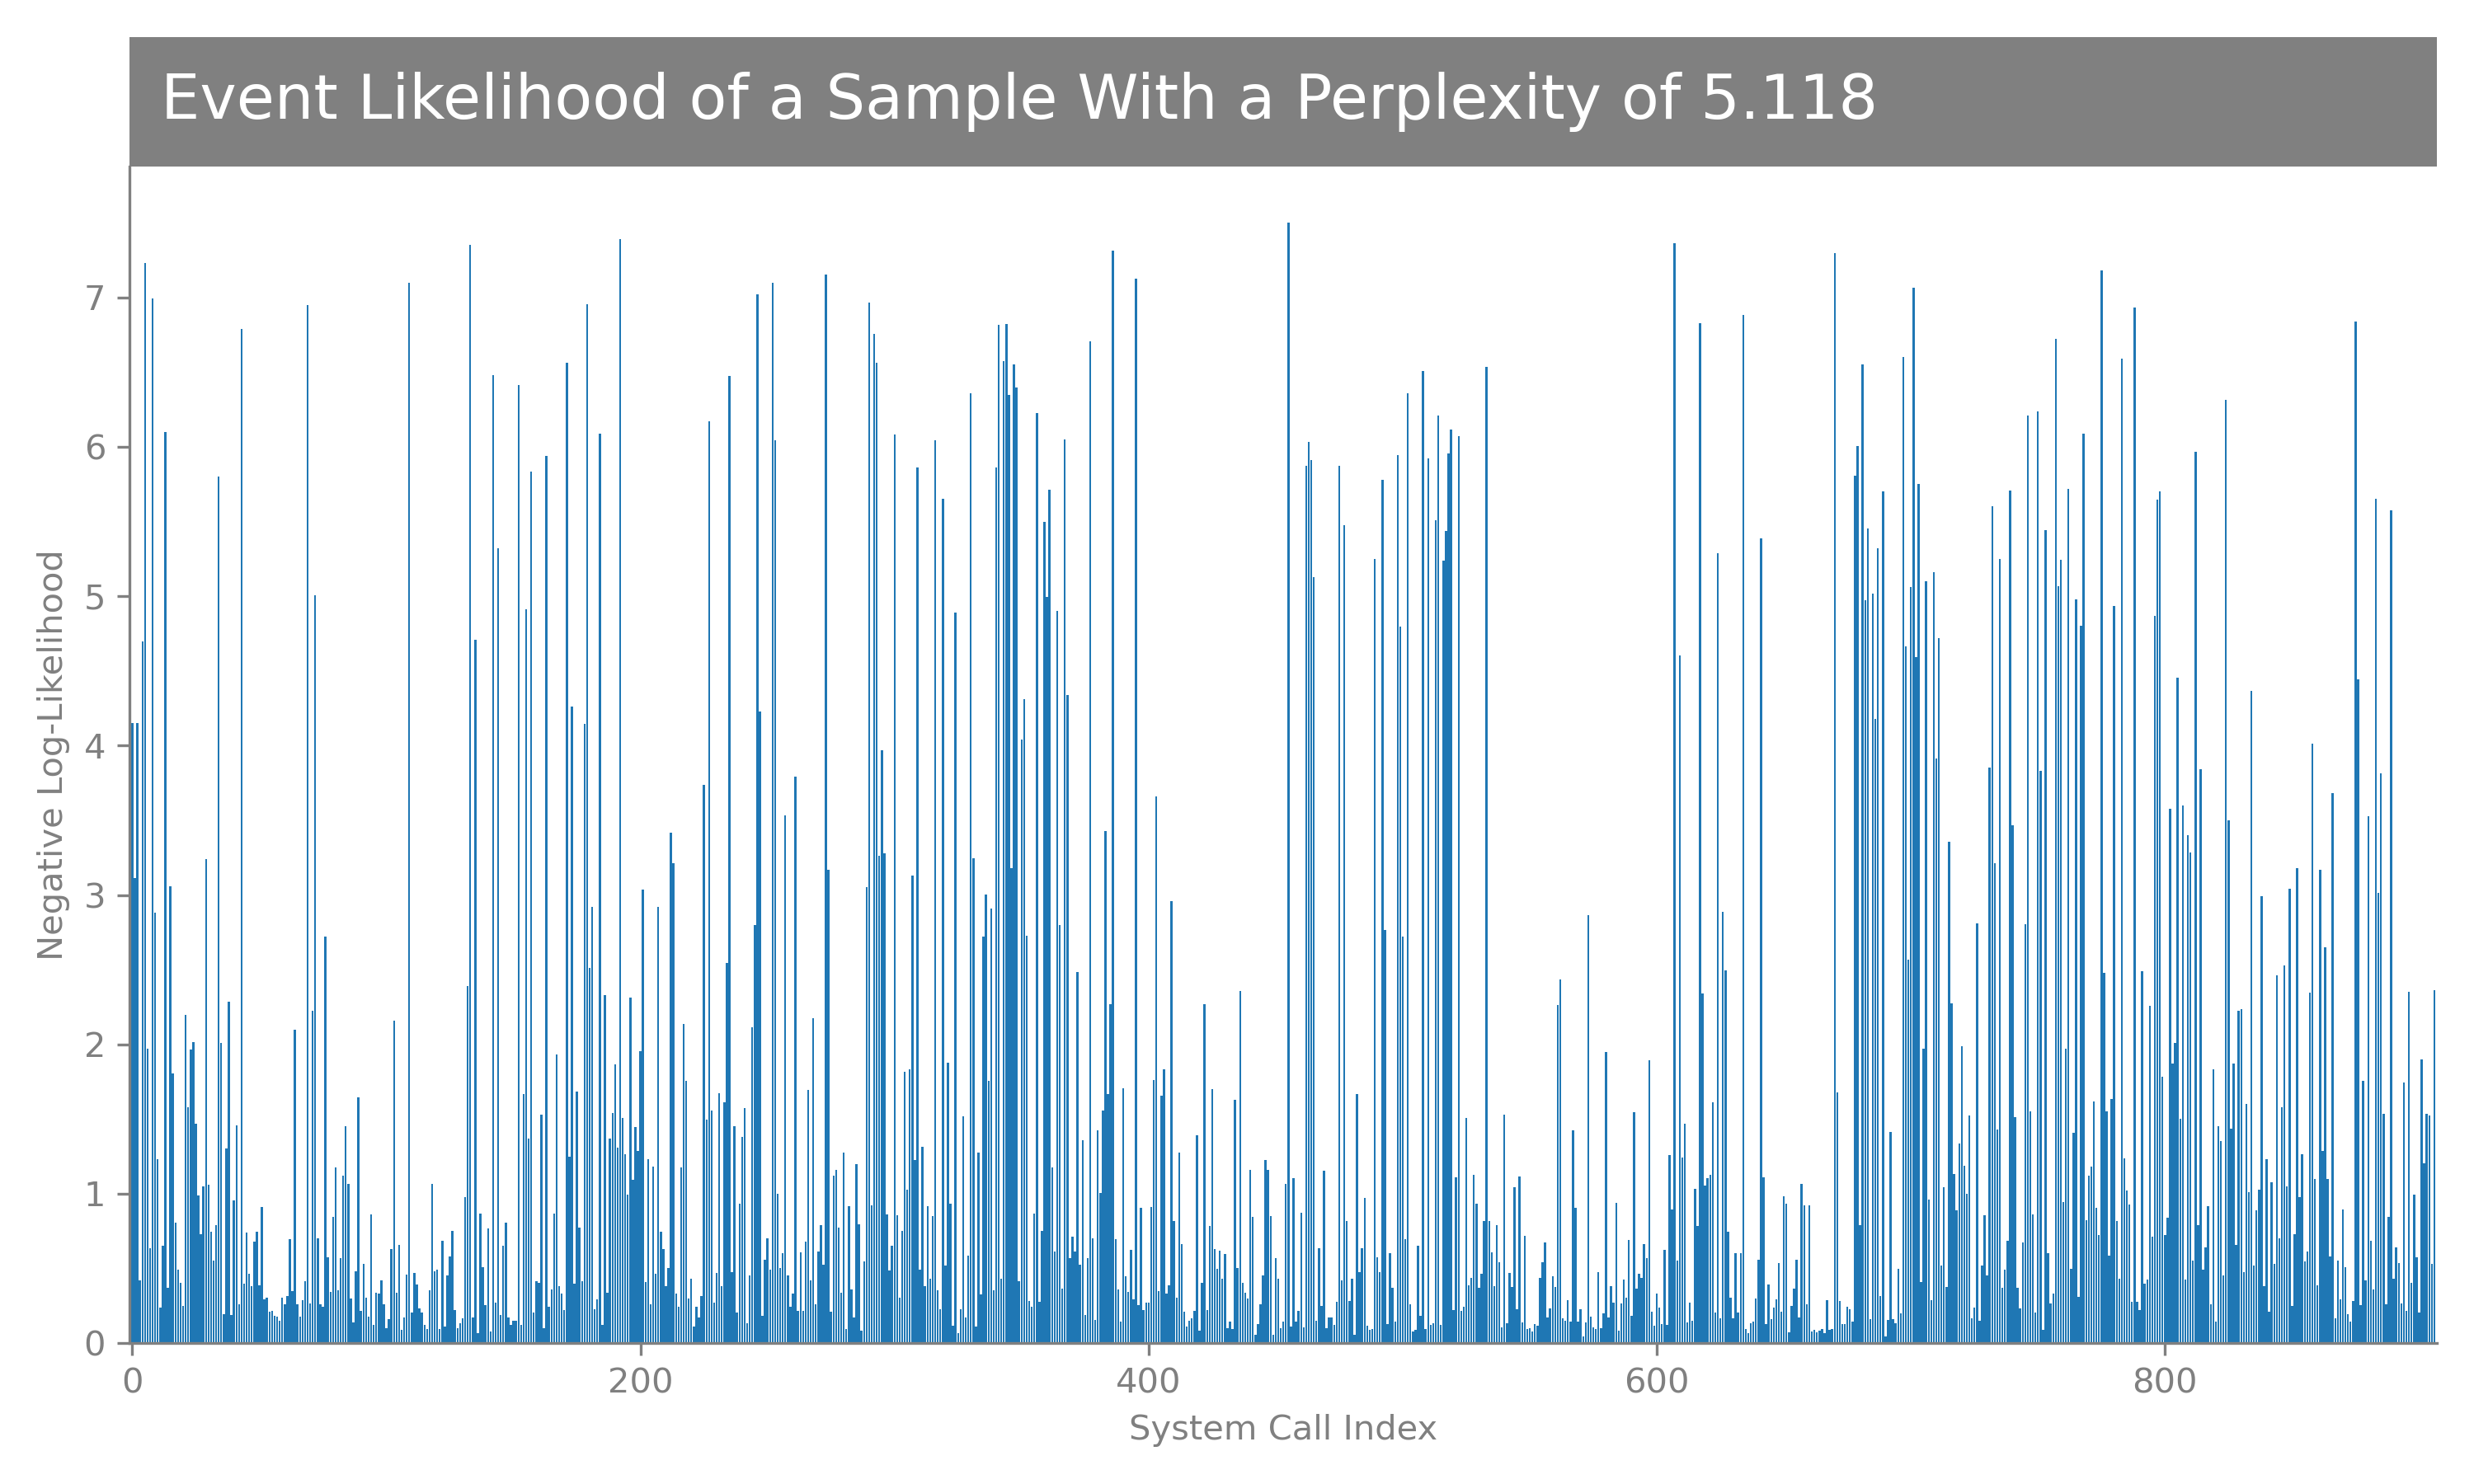 Event Likelihood of a Sample With a Perplexity of 5.118
7
6
5
4
3
2
1
0
Negative Log-Likelihood
0 200 400 600 800
System Call Index